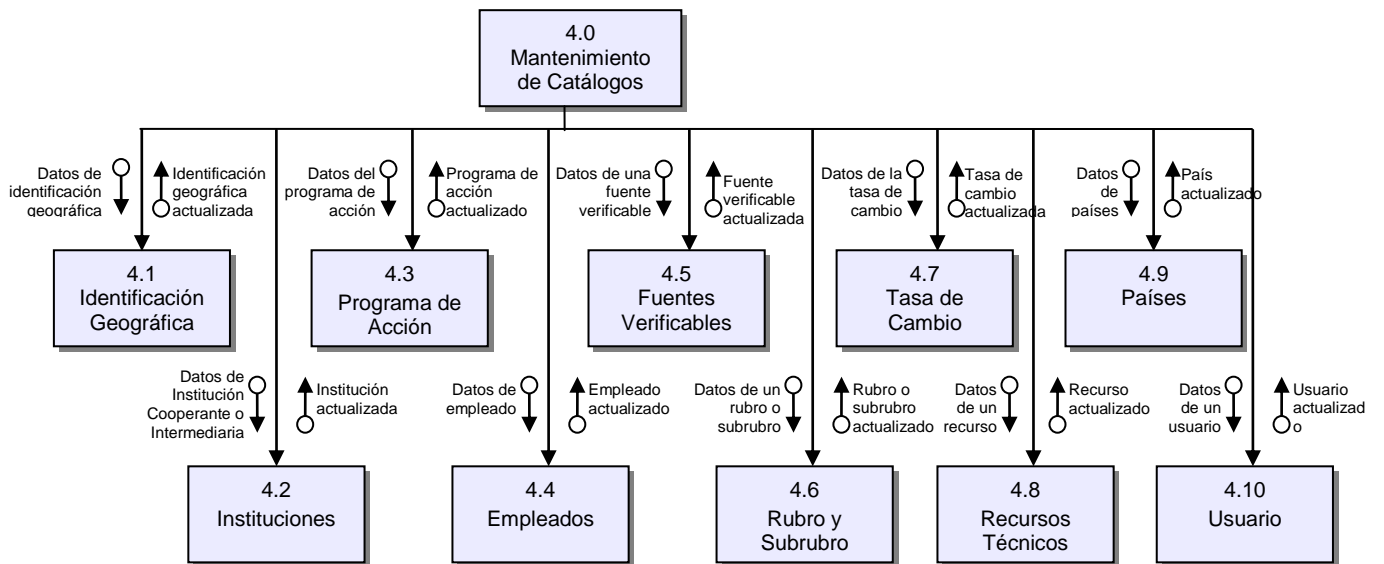 4.0
Mantenimiento
de Catálogos
Datos de
identificación
geográfica
Identificación
geográfica
actualizada
Datos del
programa de
acción
Programa de
acción
actualizado
Datos de una
fuente
verificable
Fuente
verificable
actualizada
Datos de la
tasa de
cambio
Tasa de
cambio
actualizada
Datos
de
países
País
actualizado
4.1
Identificación
Geográfica
4.3
Programa de
Acción
4.5
Fuentes
Verificables
4.7
Tasa de
Cambio
4.9
Países
Datos de
Institución
Cooperante o
Intermediaria
Institución
actualizada
Datos de
empleado
Empleado
actualizado
Datos de un
rubro o
subrubro
Rubro o
subrubro
actualizado
Datos
de un
recurso
Recurso
actualizado
Datos
de un
usuario
Usuario
actualizad
o
4.2
Instituciones
4.4
Empleados
4.6
Rubro y
Subrubro
4.8
Recursos
Técnicos
4.10
Usuario